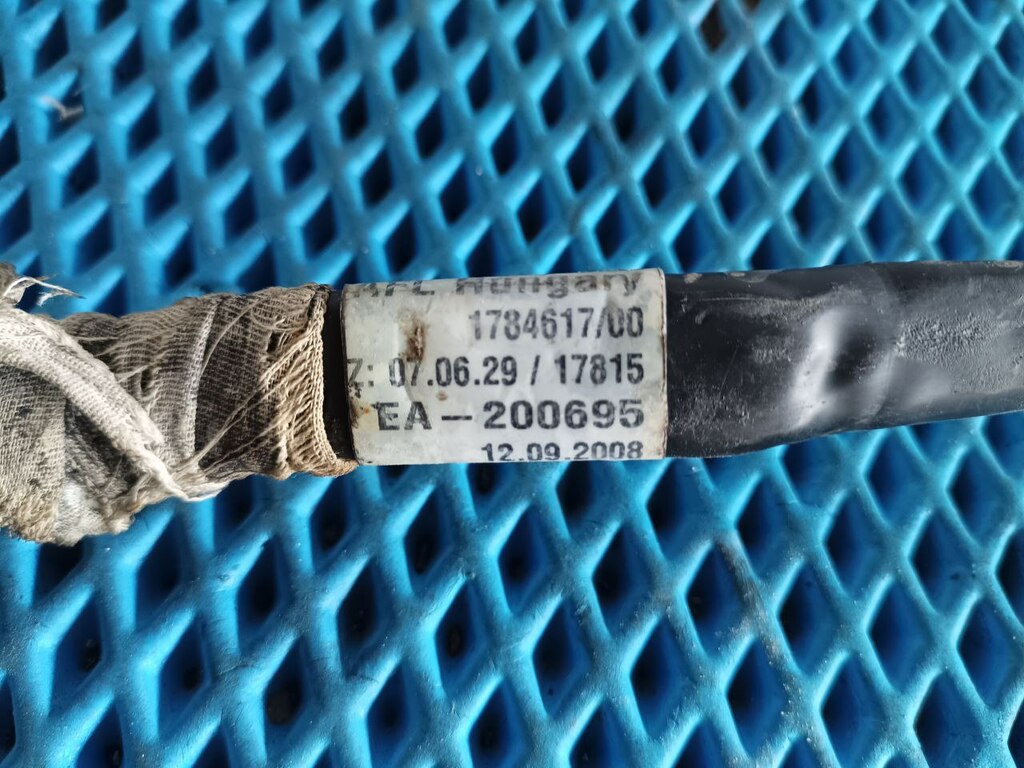 Hungary
1784617/00
Z: 07.06.29 / 17815
EA-200695
12.09.2008